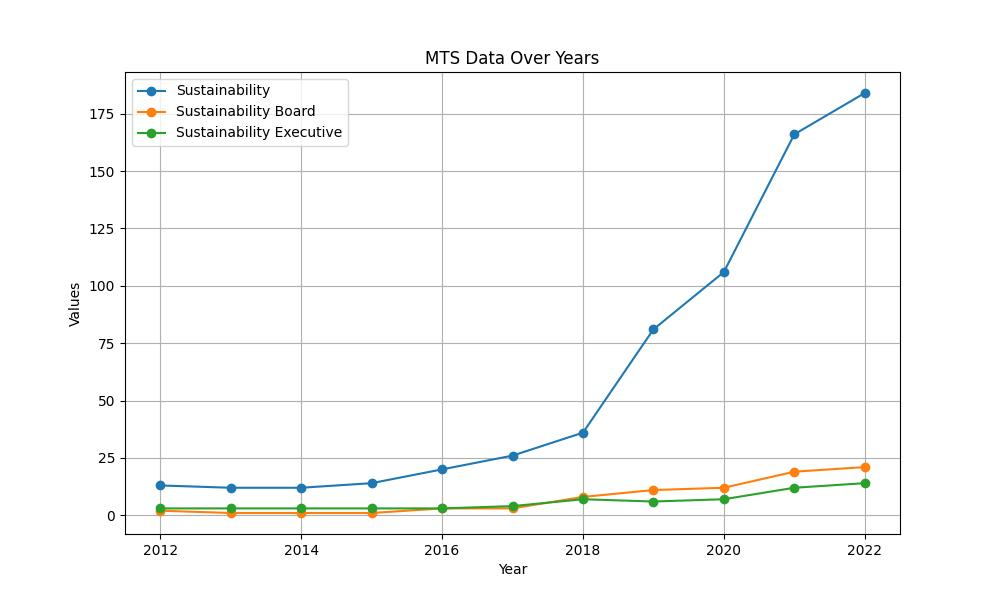 MTS Data Over Years
Sustainability
Sustainability Board
Sustainability Executive
175
150
125
100
75
50
25
0
Values
2012
2014
2016
2018
2020
2022
Year